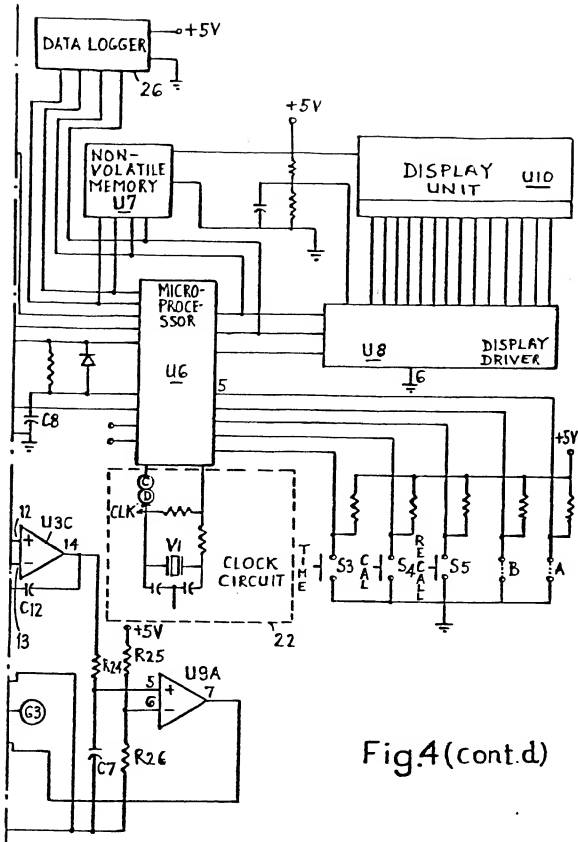 DATA LOGGER
+5V
26
+5V
NON-
VOLATILE
MEMORY
U7
DISPLAY
UNIT
U10
MICRO-
PROCE-
SSOR
U6
5
U8
DISPLAY
DRIVER
6
C8
+5V
C
D
CLK
V1
CLOCK
CIRCUIT
22
TIME
S3
CAL
S4
RECALL
S5
B
A
12
U3C
+
14
-
C12
13
+5V
R24
R25
U9A
5
+
7
6
-
G3
C7
R26
Fig.4 (cont.d)